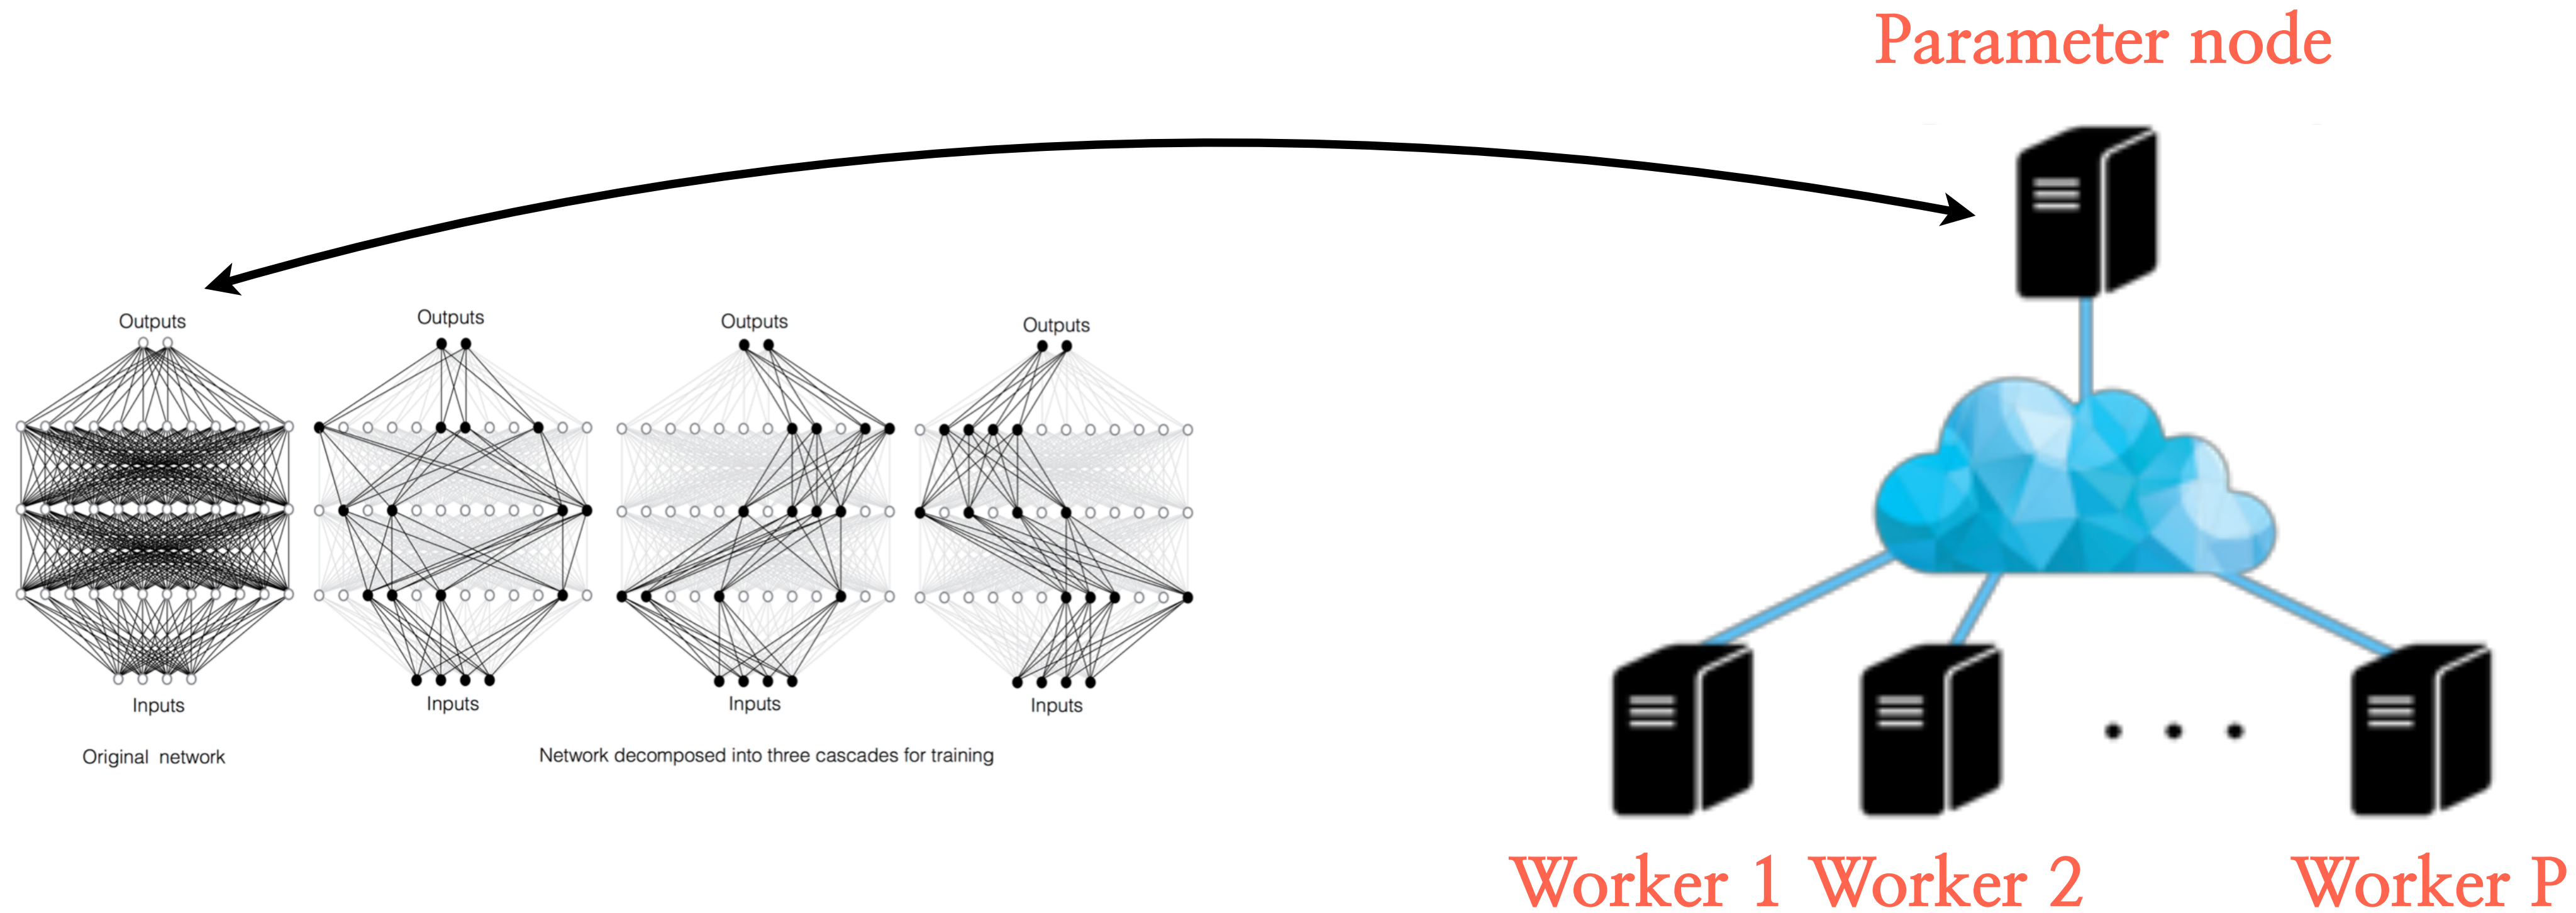 Parameter node
Outputs
Outputs
Outputs
Outputs
Inputs
Inputs
Inputs
Inputs
Original network
Network decomposed into three cascades for training
Worker 1
Worker 2
Worker P